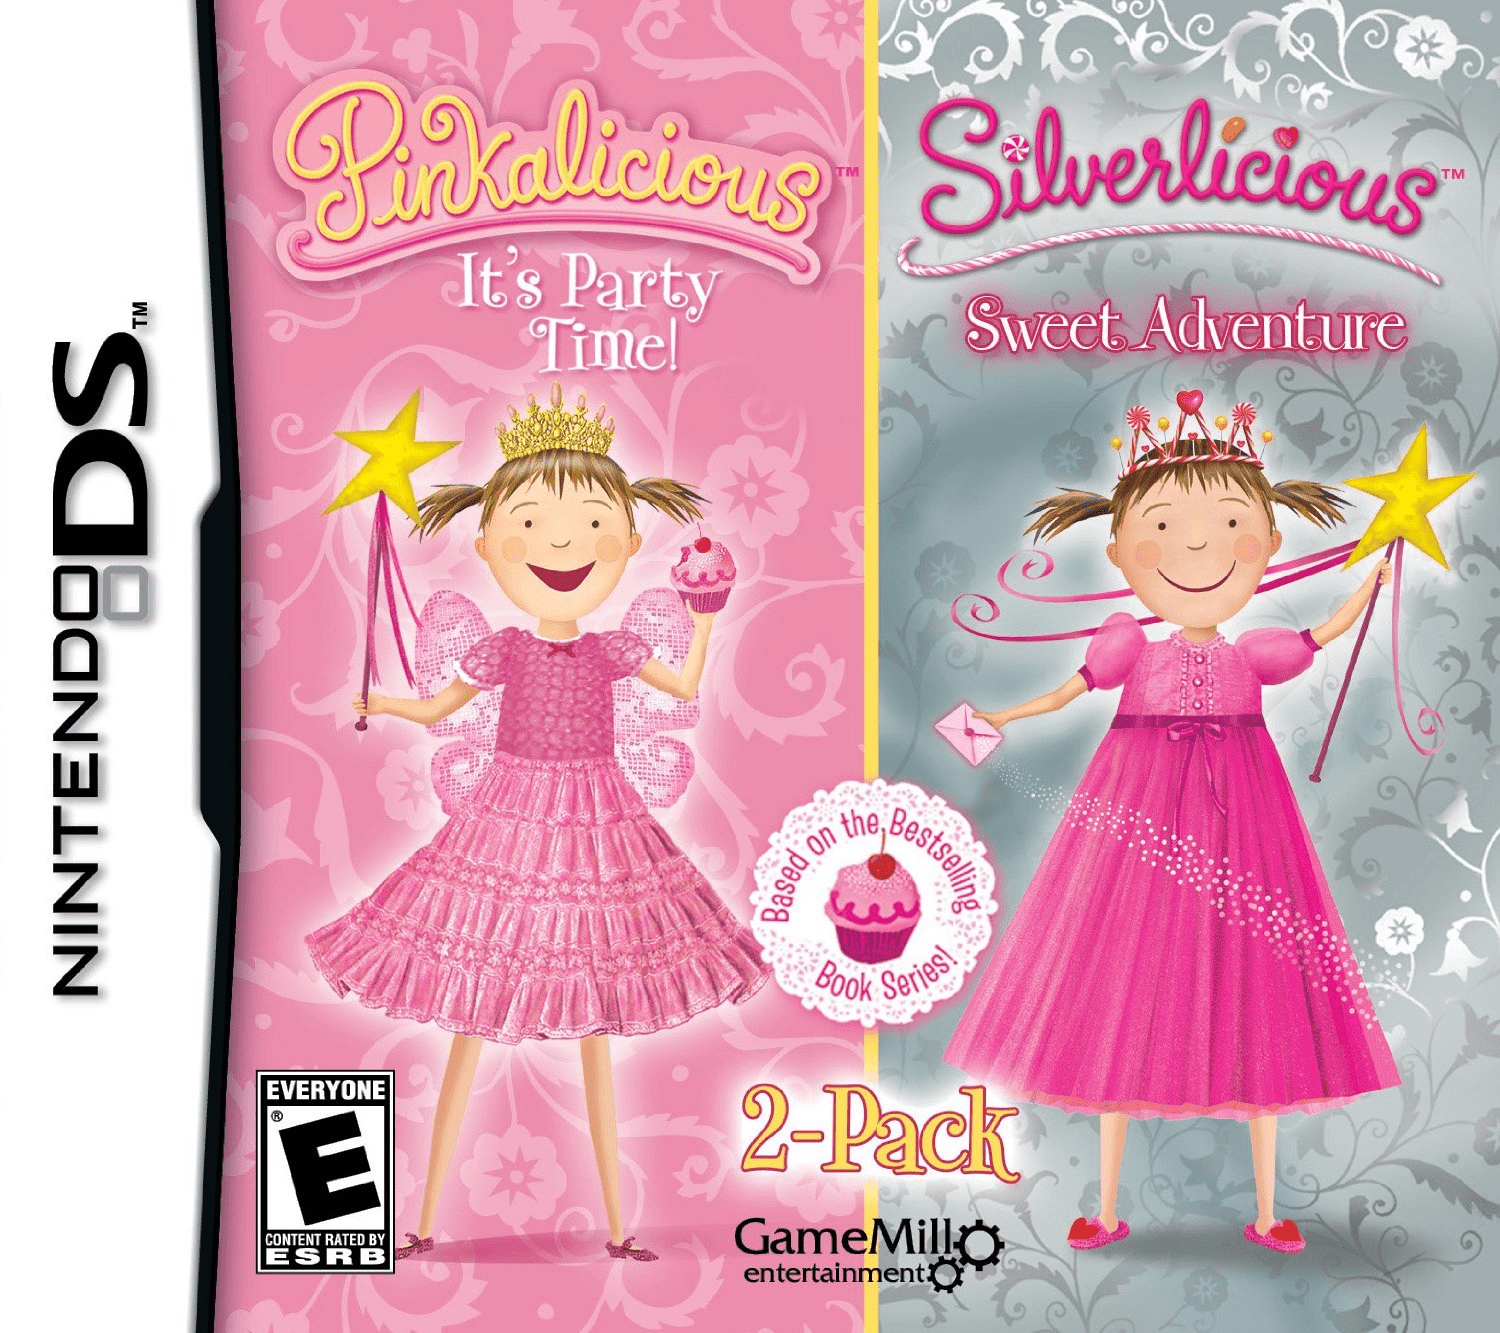 NINTENDO DS™
Pinkalicious™
It's Party
Time!
Silverlicious™
Sweet Adventure
Based on the Bestselling
Book Series!
2-Pack
EVERYONE
®
E
CONTENT RATED BY
ESRB
GameMill
entertainment